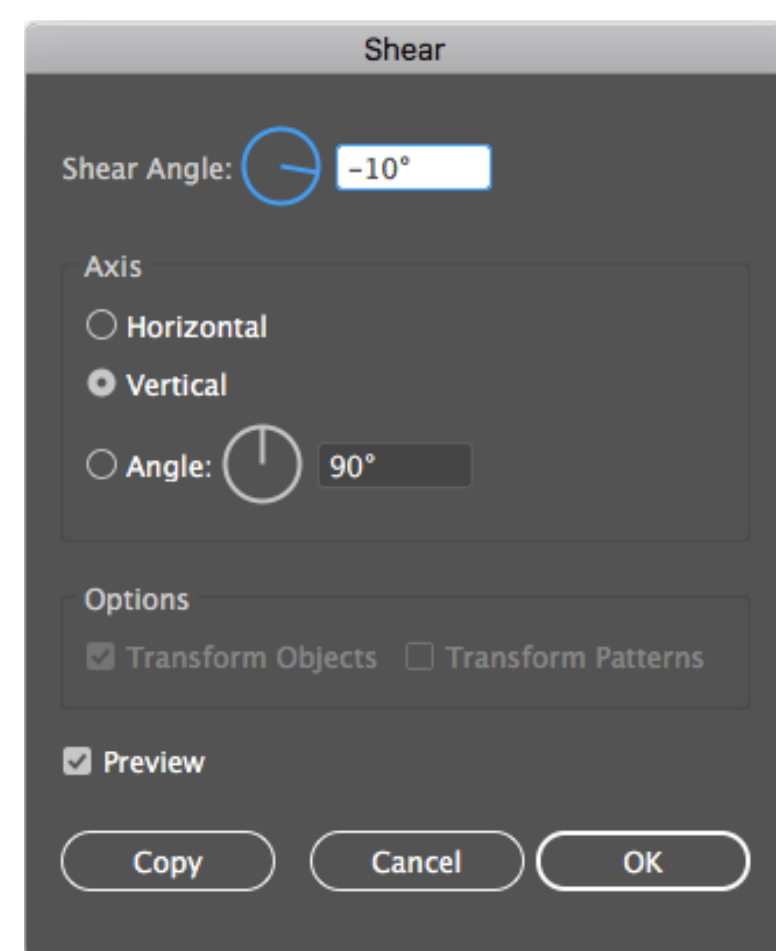 Shear
Shear Angle: -10°
Axis
Horizontal
Vertical
Angle: 90°
Options
Transform Objects Transform Patterns
Preview
Copy Cancel OK